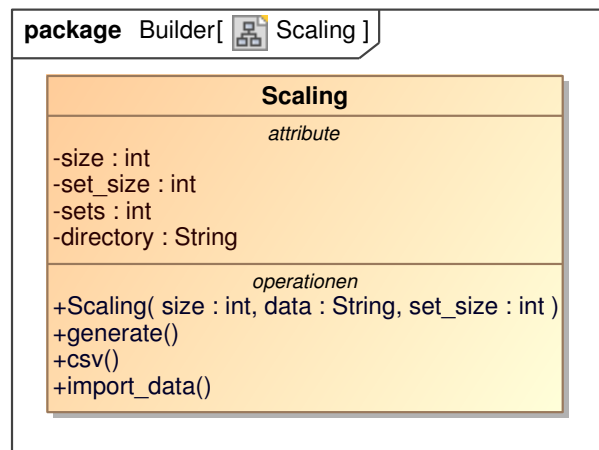 package Builder[ Scaling ]
Scaling
attribute
-size : int
-set_size : int
-sets : int
-directory : String
operationen
+Scaling( size : int, data : String, set_size : int )
+generate()
+csv()
+import_data()